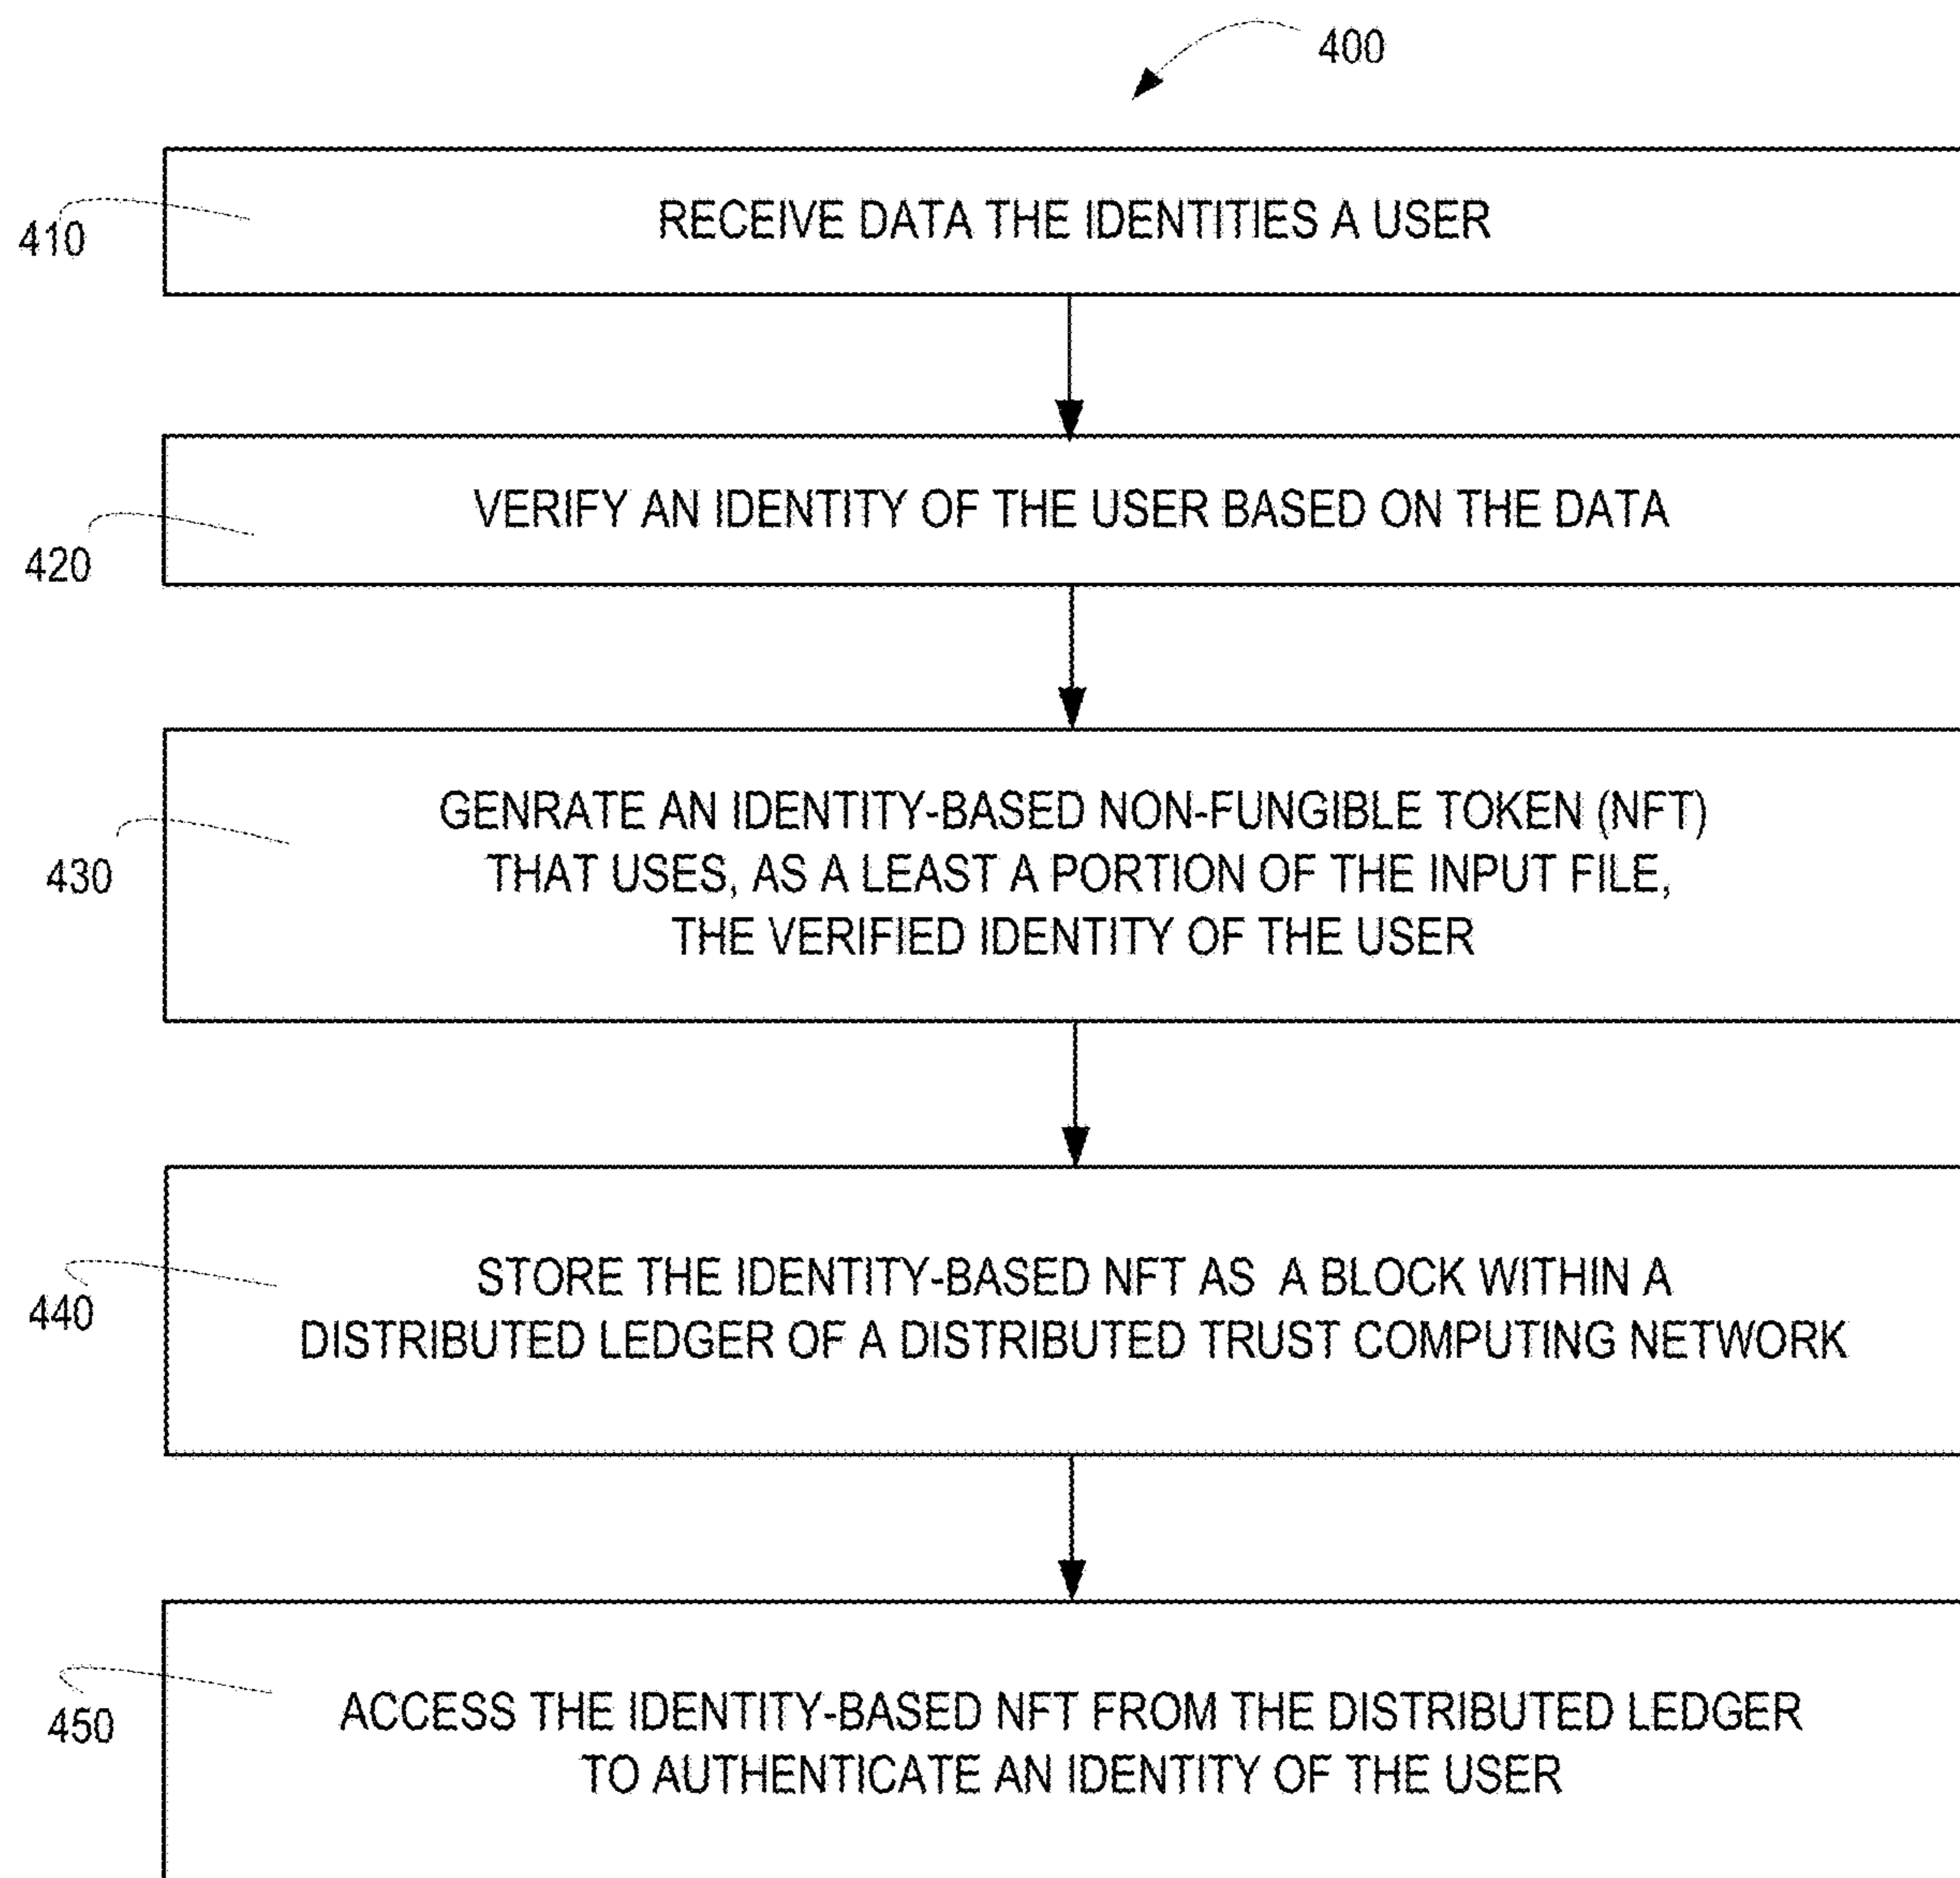 400
410
RECEIVE DATA THE IDENTITIES A USER
420
VERIFY AN IDENTITY OF THE USER BASED ON THE DATA
430
GENRATE AN IDENTITY-BASED NON-FUNGIBLE TOKEN (NFT)
THAT USES, AS A LEAST A PORTION OF THE INPUT FILE,
THE VERIFIED IDENTITY OF THE USER
440
STORE THE IDENTITY-BASED NFT AS A BLOCK WITHIN A
DISTRIBUTED LEDGER OF A DISTRIBUTED TRUST COMPUTING NETWORK
450
ACCESS THE IDENTITY-BASED NFT FROM THE DISTRIBUTED LEDGER
TO AUTHENTICATE AN IDENTITY OF THE USER